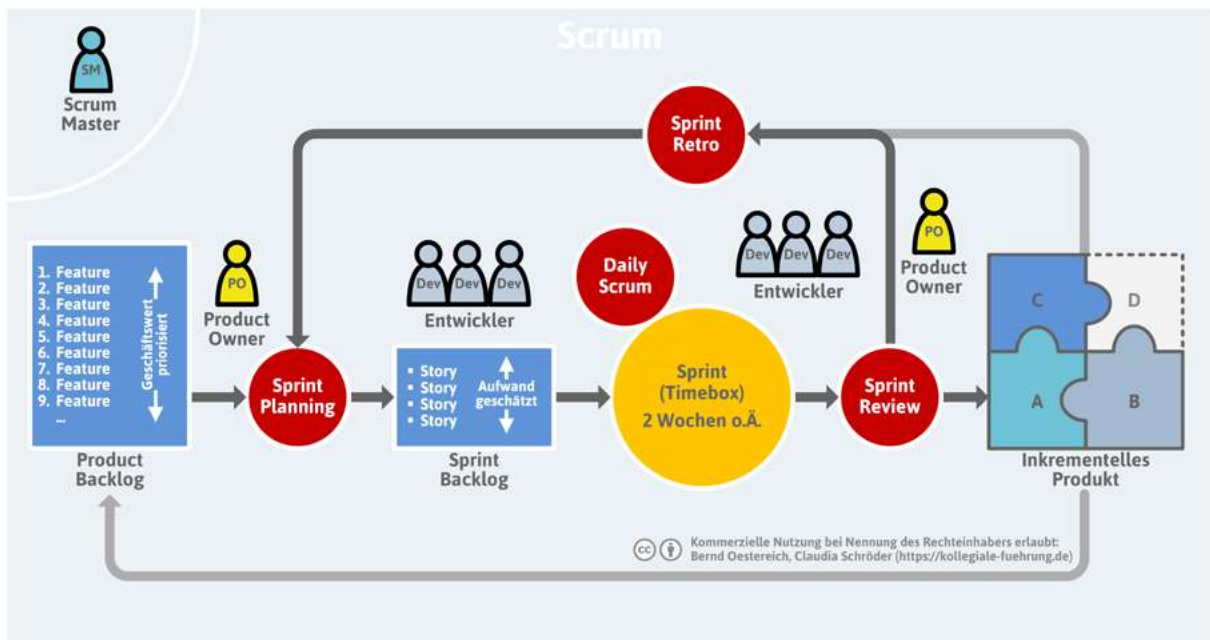 Scrum
SM
Scrum
Master
Sprint
Retro
1. Feature
2. Feature
3. Feature
4. Feature
5. Feature
6. Feature
7. Feature
8. Feature
9. Feature
...
Geschäftswert
priorisiert
Product
Backlog
PO
Product
Owner
Sprint
Planning
Dev
Dev
Dev
Entwickler
▪ Story
▪ Story
▪ Story
▪ Story
Aufwand
geschätzt
Sprint
Backlog
Daily
Scrum
Sprint
(Timebox)
2 Wochen o.Ä.
Dev
Dev
Dev
Entwickler
PO
Product
Owner
Sprint
Review
C
D
A
B
Inkrementelles
Produkt
cc
Kommerzielle Nutzung bei Nennung des Rechteinhabers erlaubt:
Bernd Oestereich, Claudia Schröder (https://kollegiale-fuehrung.de)